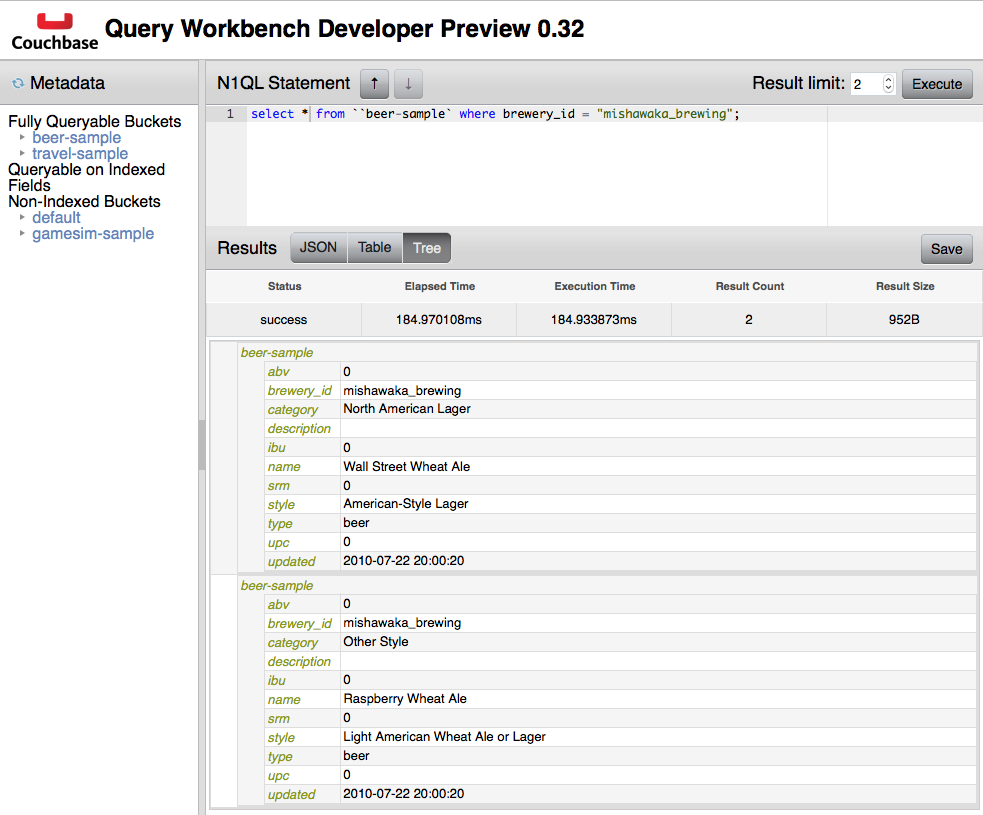 Couchbase
Query Workbench Developer Preview 0.32
Metadata
Fully Queryable Buckets
beer-sample
travel-sample
Queryable on Indexed
Fields
Non-Indexed Buckets
default
gamesim-sample
N1QL Statement ↑ ↓ Result limit: 2 Execute
1 select * from ``beer-sample` where brewery_id = "mishawaka_brewing";
Results JSON Table Tree Save
Status Elapsed Time Execution Time Result Count Result Size
success 184.970108ms 184.933873ms 2 952B
beer-sample
abv 0
brewery_id mishawaka_brewing
category North American Lager
description
ibu 0
name Wall Street Wheat Ale
srm 0
style American-Style Lager
type beer
upc 0
updated 2010-07-22 20:00:20
beer-sample
abv 0
brewery_id mishawaka_brewing
category Other Style
description
ibu 0
name Raspberry Wheat Ale
srm 0
style Light American Wheat Ale or Lager
type beer
upc 0
updated 2010-07-22 20:00:20